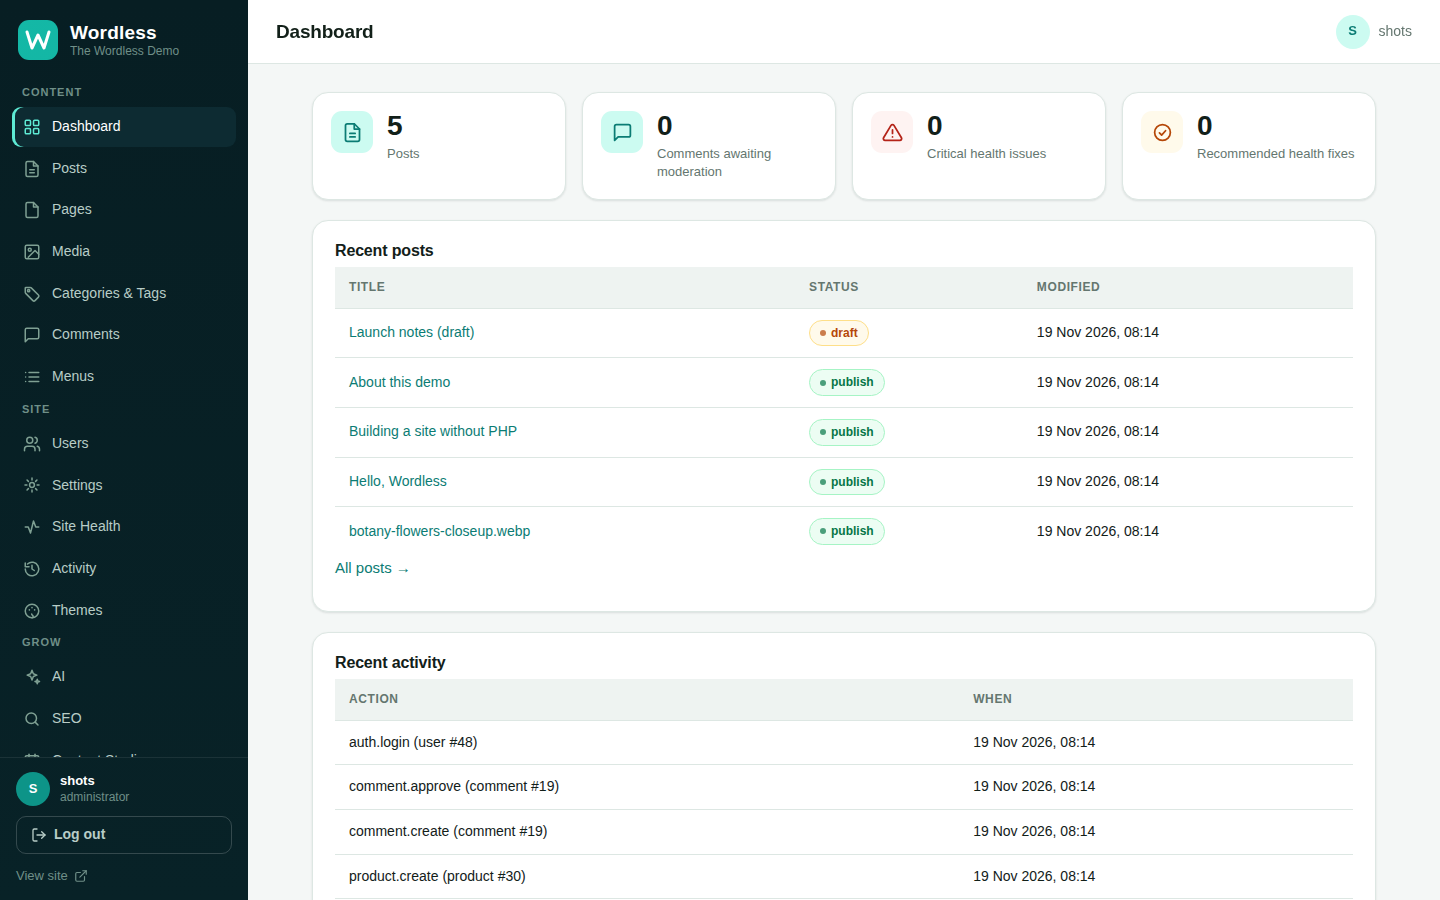 Wordless
The Wordless Demo
CONTENT
Dashboard
Posts
Pages
Media
Categories & Tags
Comments
Menus
SITE
Users
Settings
Site Health
Activity
Themes
GROW
AI
SEO
S
shots
administrator
Log out
View site
Dashboard
S shots
5
Posts
0
Comments awaiting
moderation
0
Critical health issues
0
Recommended health fixes
Recent posts
TITLE STATUS MODIFIED
Launch notes (draft) draft 19 Nov 2026, 08:14
About this demo publish 19 Nov 2026, 08:14
Building a site without PHP publish 19 Nov 2026, 08:14
Hello, Wordless publish 19 Nov 2026, 08:14
botany-flowers-closeup.webp publish 19 Nov 2026, 08:14
All posts →
Recent activity
ACTION WHEN
auth.login (user #48) 19 Nov 2026, 08:14
comment.approve (comment #19) 19 Nov 2026, 08:14
comment.create (comment #19) 19 Nov 2026, 08:14
product.create (product #30) 19 Nov 2026, 08:14